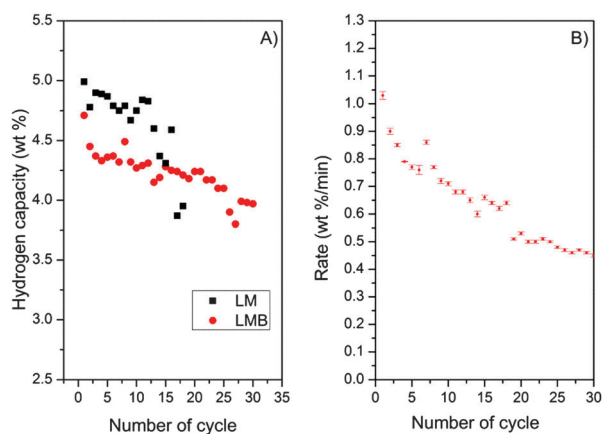 A)
5.5
5.0
4.5
4.0
3.5
3.0
2.5
Hydrogen capacity (wt %)
LM
LMB
0 5 10 15 20 25 30 35
Number of cycle
B)
1.3
1.2
1.1
1.0
0.9
0.8
0.7
0.6
0.5
0.4
0.3
0.2
0.1
0.0
Rate (wt %/min)
0 5 10 15 20 25 30
Number of cycle